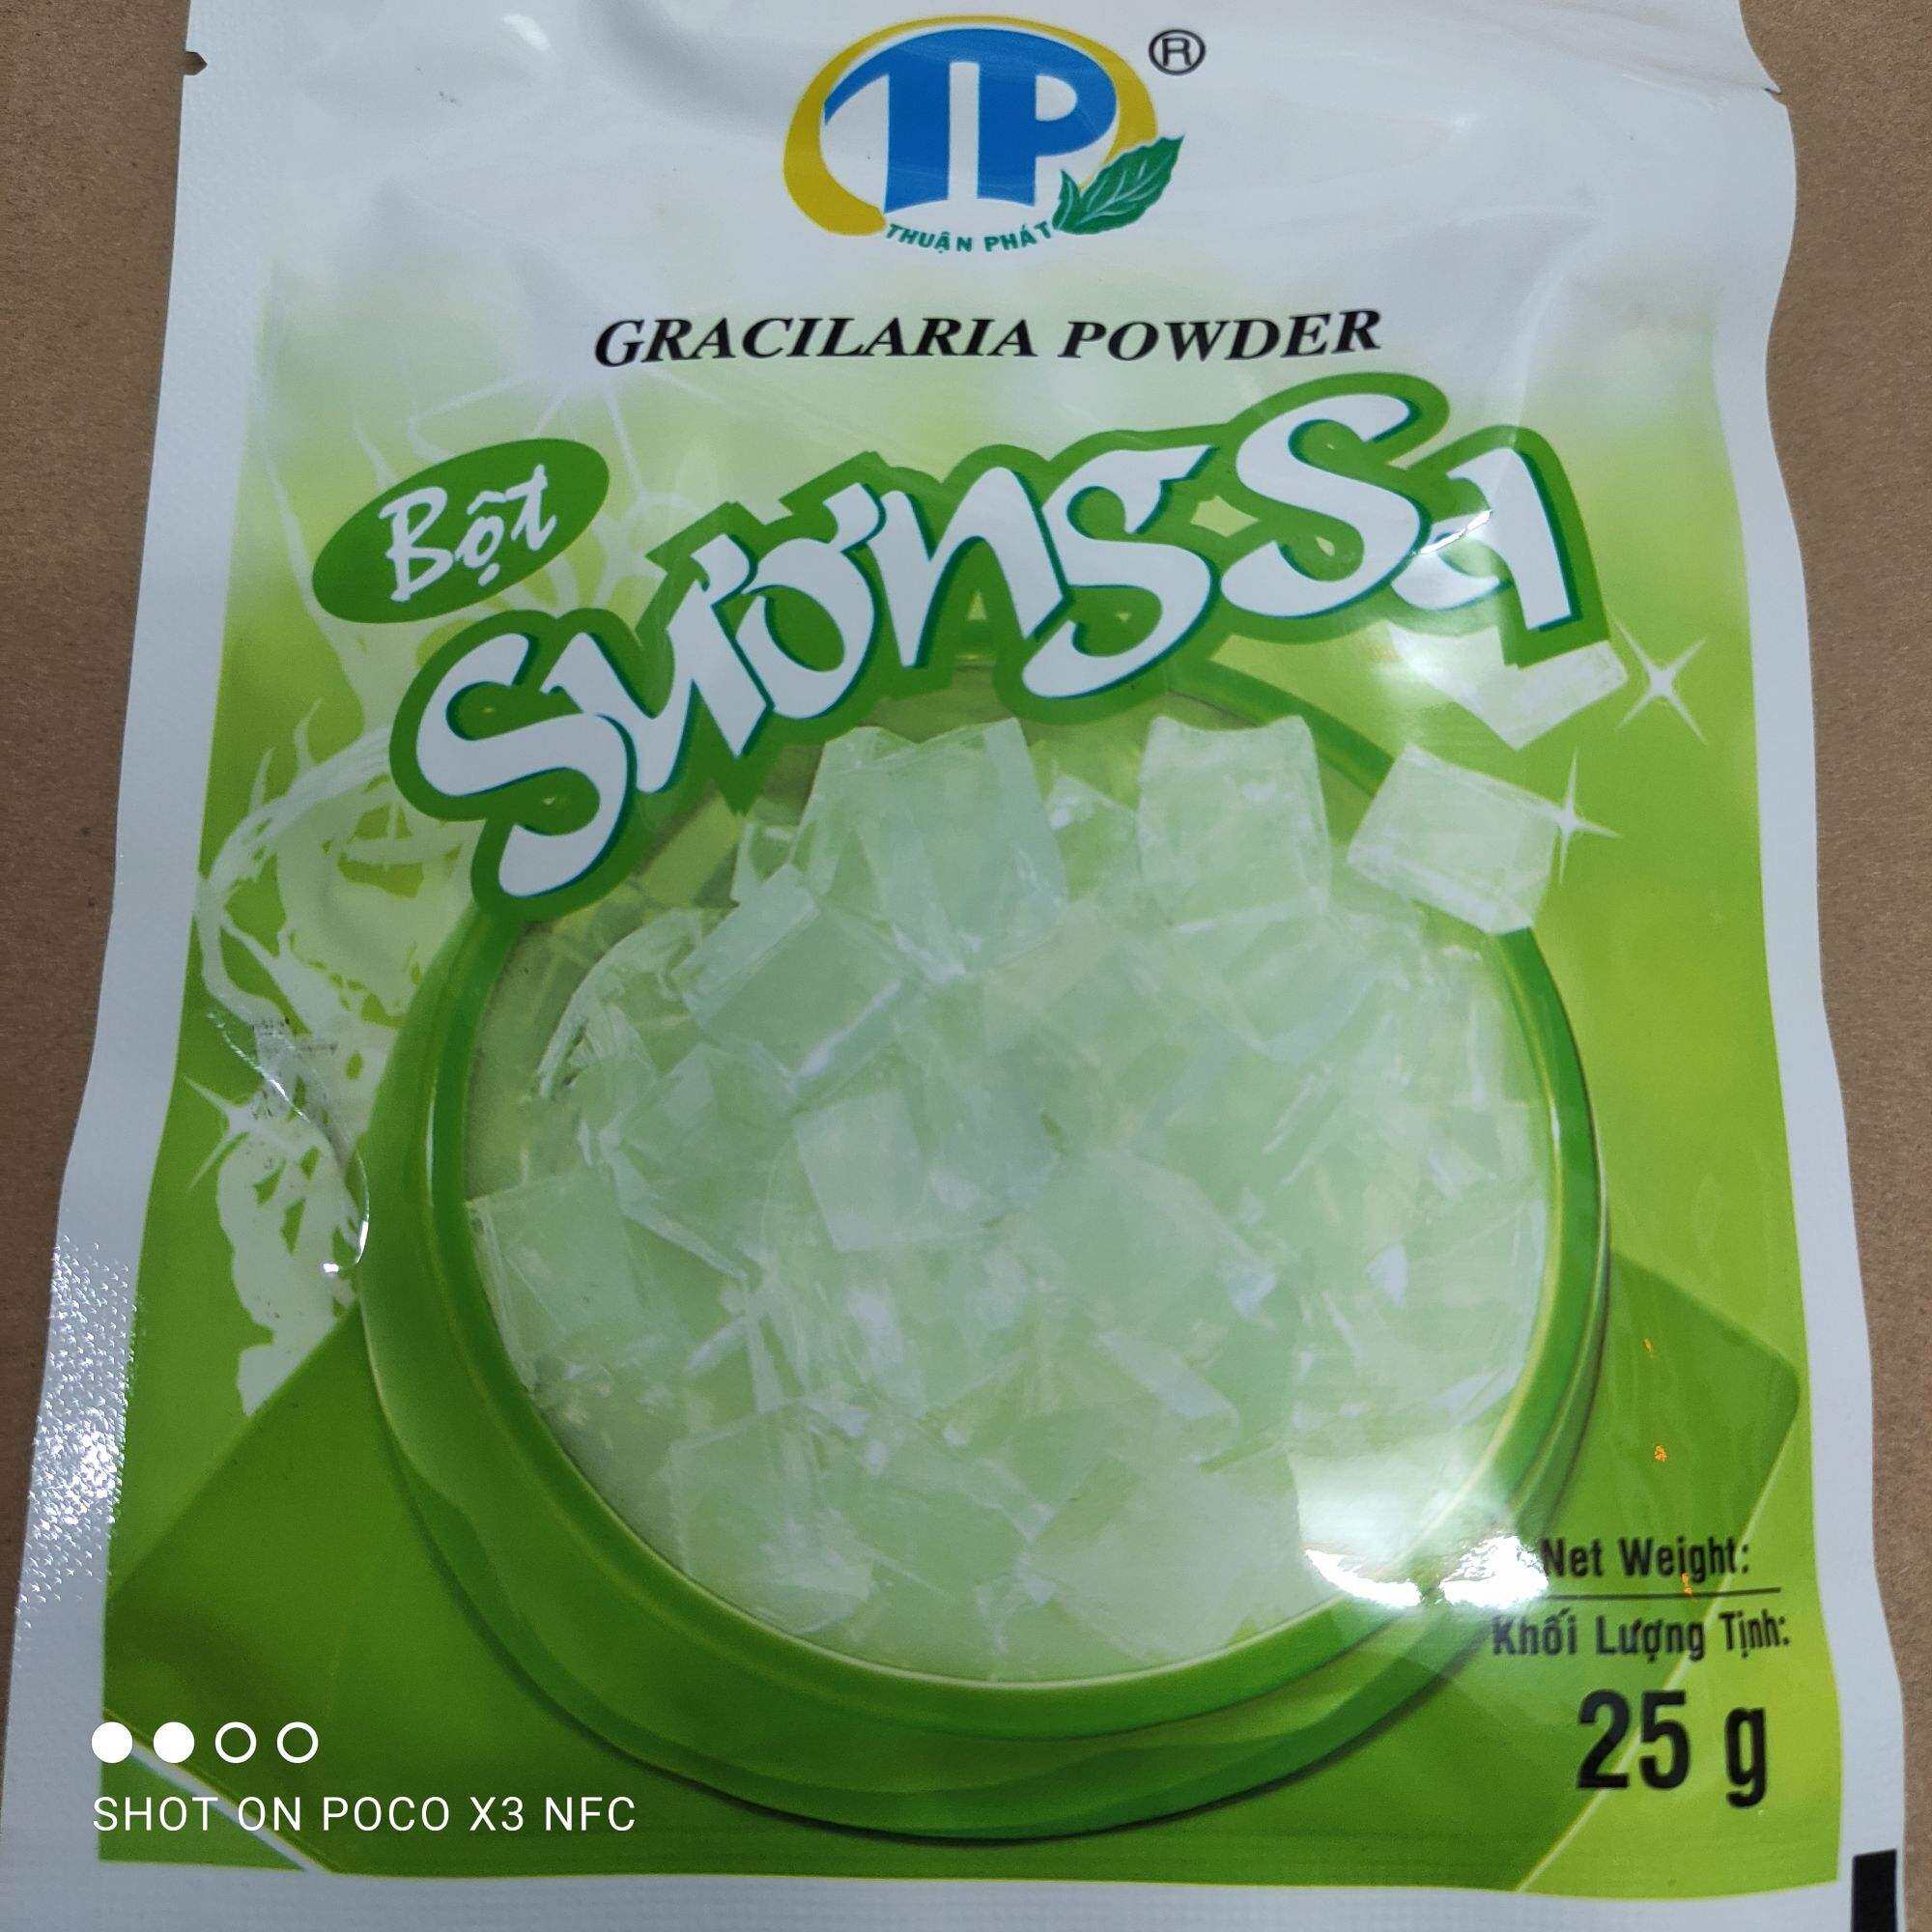 TP ®
THUẬN PHÁT
GRACILARIA POWDER
Bột
Sương Sa
Net Weight:
Khối Lượng Tịnh:
25 g
SHOT ON POCO X3 NFC